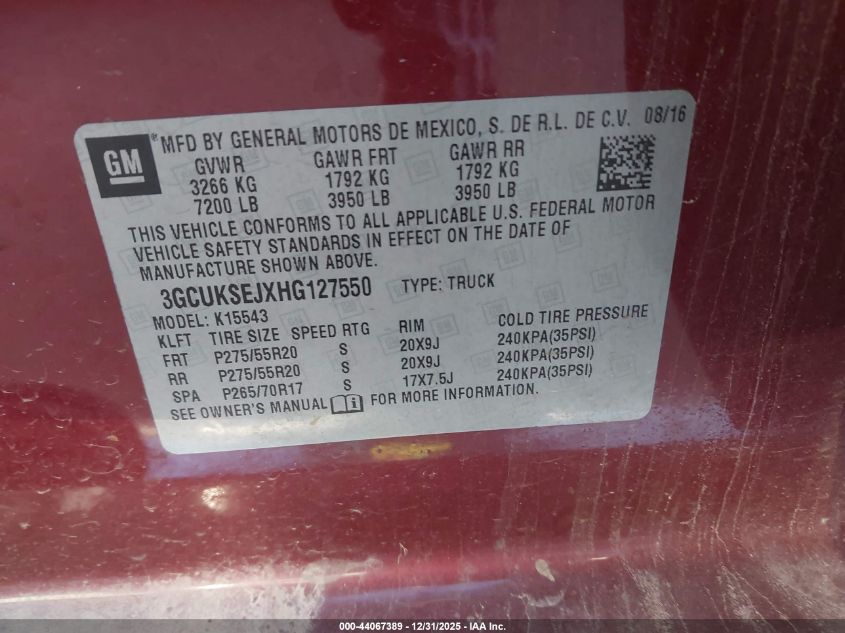 GM
® MFD BY GENERAL MOTORS DE MEXICO, S. DE R.L. DE C.V. 08/16
GVWR GAWR FRT GAWR RR
3266 KG 1792 KG 1792 KG
7200 LB 3950 LB 3950 LB
THIS VEHICLE CONFORMS TO ALL APPLICABLE U.S. FEDERAL MOTOR
VEHICLE SAFETY STANDARDS IN EFFECT ON THE DATE OF
MANUFACTURE SHOWN ABOVE.
3GCUKSEJXHG127550 TYPE: TRUCK
MODEL: K15543
KLFT TIRE SIZE SPEED RTG RIM COLD TIRE PRESSURE
FRT P275/55R20 S 20X9J 240KPA(35PSI)
RR P275/55R20 S 20X9J 240KPA(35PSI)
SPA P265/70R17 S 17X7.5J 240KPA(35PSI)
SEE OWNER'S MANUAL FOR MORE INFORMATION.
000-44067389 - 12/31/2025 - IAA Inc.